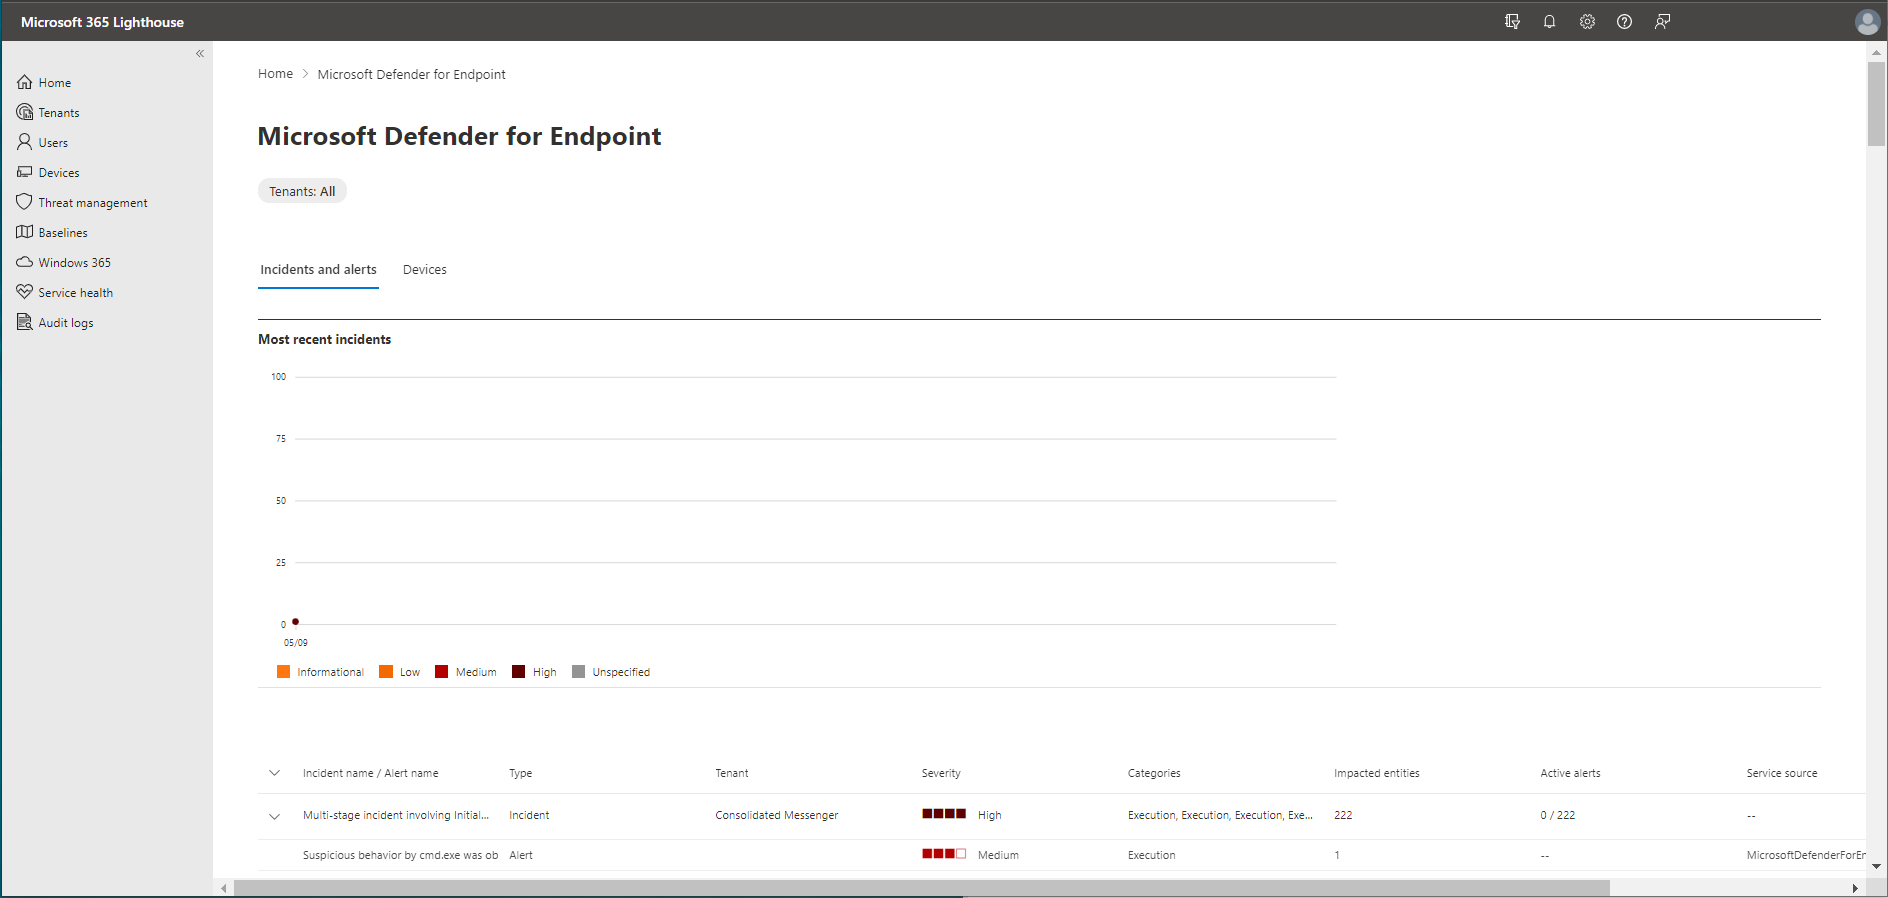 Microsoft 365 Lighthouse
Home
Tenants
Users
Devices
Threat management
Baselines
Windows 365
Service health
Audit logs
Home > Microsoft Defender for Endpoint
Microsoft Defender for Endpoint
Tenants: All
Incidents and alerts Devices
Most recent incidents
100
75
50
25
0
05/09
Informational Low Medium High Unspecified
Incident name / Alert name Type Tenant Severity Categories Impacted entities Active alerts Service source
Multi-stage incident involving Initial... Incident Consolidated Messenger High Execution, Execution, Execution, Exe... 222 0 / 222 --
Suspicious behavior by cmd.exe was ob Alert Medium Execution 1 -- MicrosoftDefenderForEr